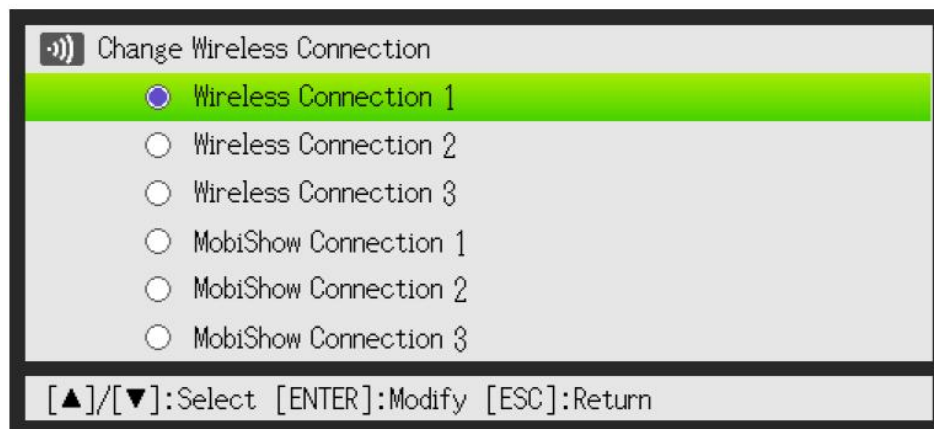 Change Wireless Connection
Wireless Connection 1
Wireless Connection 2
Wireless Connection 3
MobiShow Connection 1
MobiShow Connection 2
MobiShow Connection 3
[▲]/[▼]:Select [ENTER]:Modify [ESC]:Return